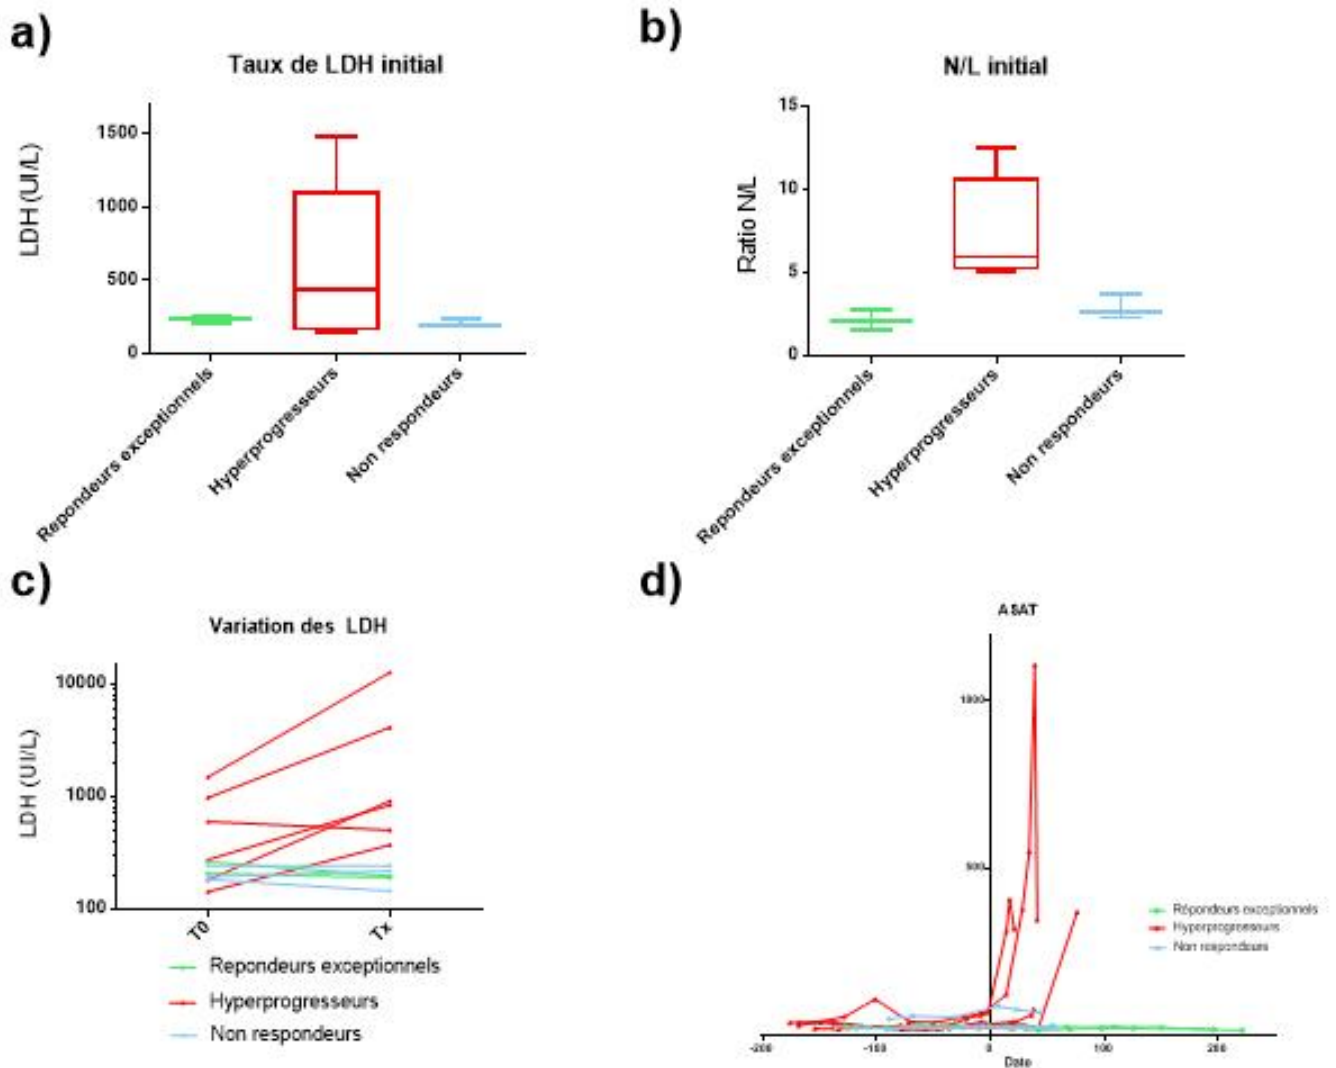 a)
Taux de LDH initial
LDH (UI/L)
1500
1000
500
0
Repondeurs exceptionnels
Hyperprogresseurs
Non respondeurs
b)
N/L initial
Ratio N/L
15
10
5
0
Repondeurs exceptionnels
Hyperprogresseurs
Non respondeurs
c)
Variation des LDH
LDH (UI/L)
10000
1000
100
T0
Tx
Repondeurs exceptionnels
Hyperprogresseurs
Non respondeurs
d)
ASAT
1000
500
-200
-100
0
100
200
Date
Répondeurs exceptionnels
Hyperprogresseurs
Non respondeurs